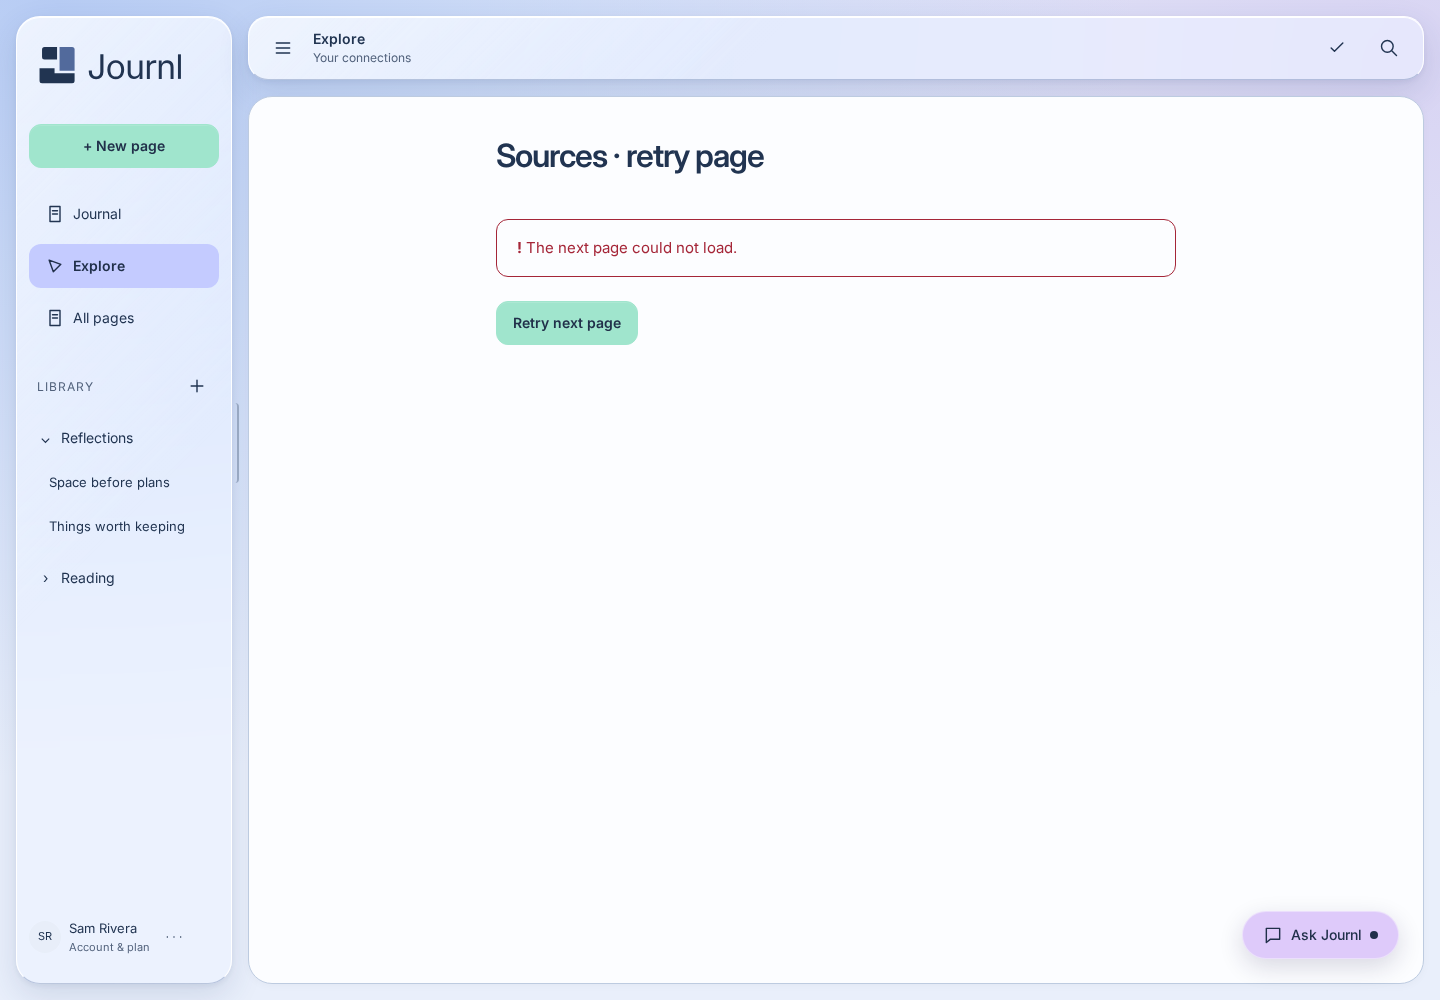 Journl
+ New page
Journal
Explore
All pages
LIBRARY
Reflections
Space before plans
Things worth keeping
Reading
SR
Sam Rivera
Account & plan
Explore
Your connections
Sources · retry page
! The next page could not load.
Retry next page
Ask Journl